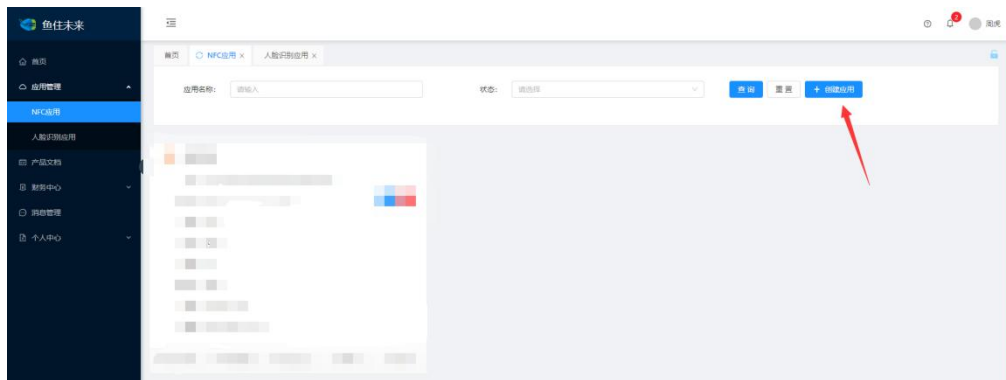 鱼住未来
2
周虎
首页
NFC应用 ×
人脸识别应用 ×
首页
应用管理
NFC应用
人脸识别应用
产品文档
财务中心
消息管理
个人中心
应用名称: 请输入
状态: 请选择
查询
重置
+ 创建应用